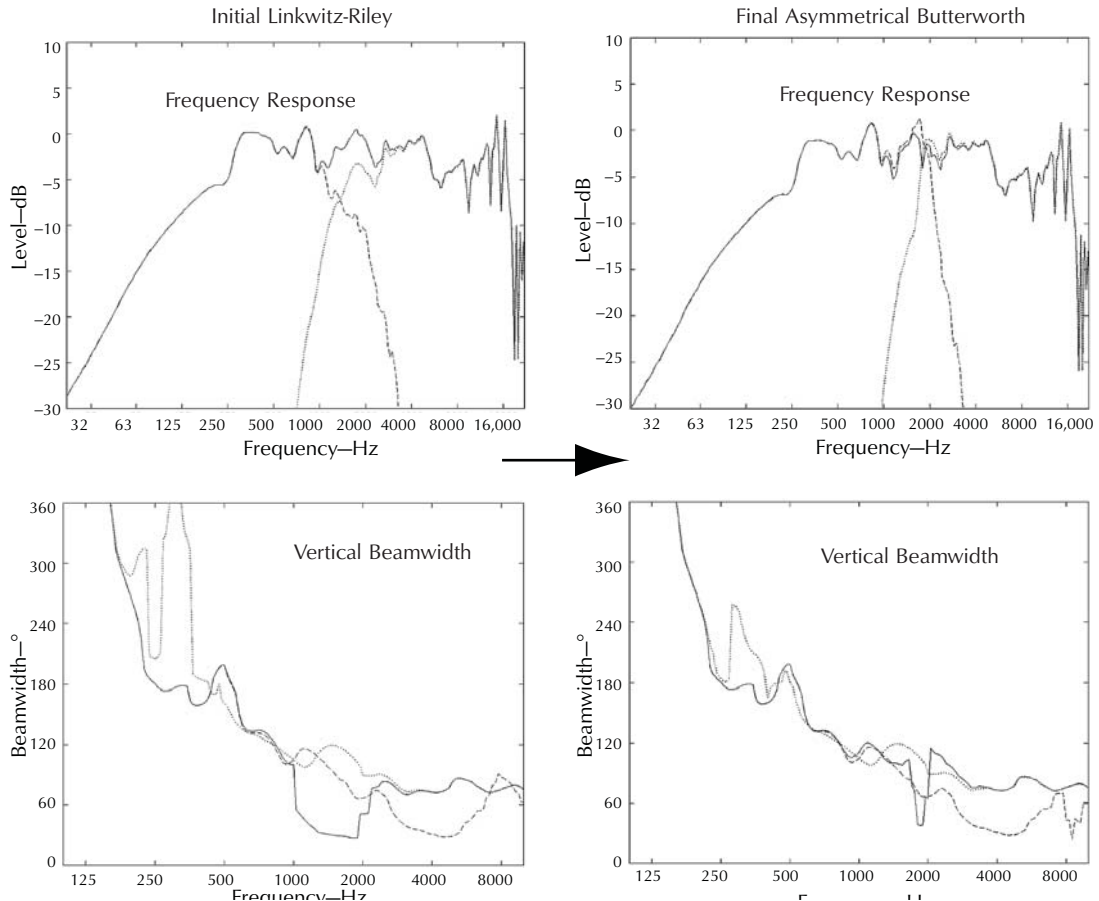 Initial Linkwitz-Riley
Final Asymmetrical Butterworth
10
5
0
−5
−10
−15
−20
−25
−30
Level—dB
Frequency Response
32 63 125 250 500 1000 2000 4000 8000 16,000
Frequency—Hz
10
5
0
−5
−10
−15
−20
−25
−30
Level—dB
Frequency Response
32 63 125 250 500 1000 2000 4000 8000 16,000
Frequency—Hz
360
300
240
180
120
60
0
Beamwidth—°
Vertical Beamwidth
125 250 500 1000 2000 4000 8000
Frequency—Hz
360
300
240
180
120
60
0
Beamwidth—°
Vertical Beamwidth
125 250 500 1000 2000 4000 8000